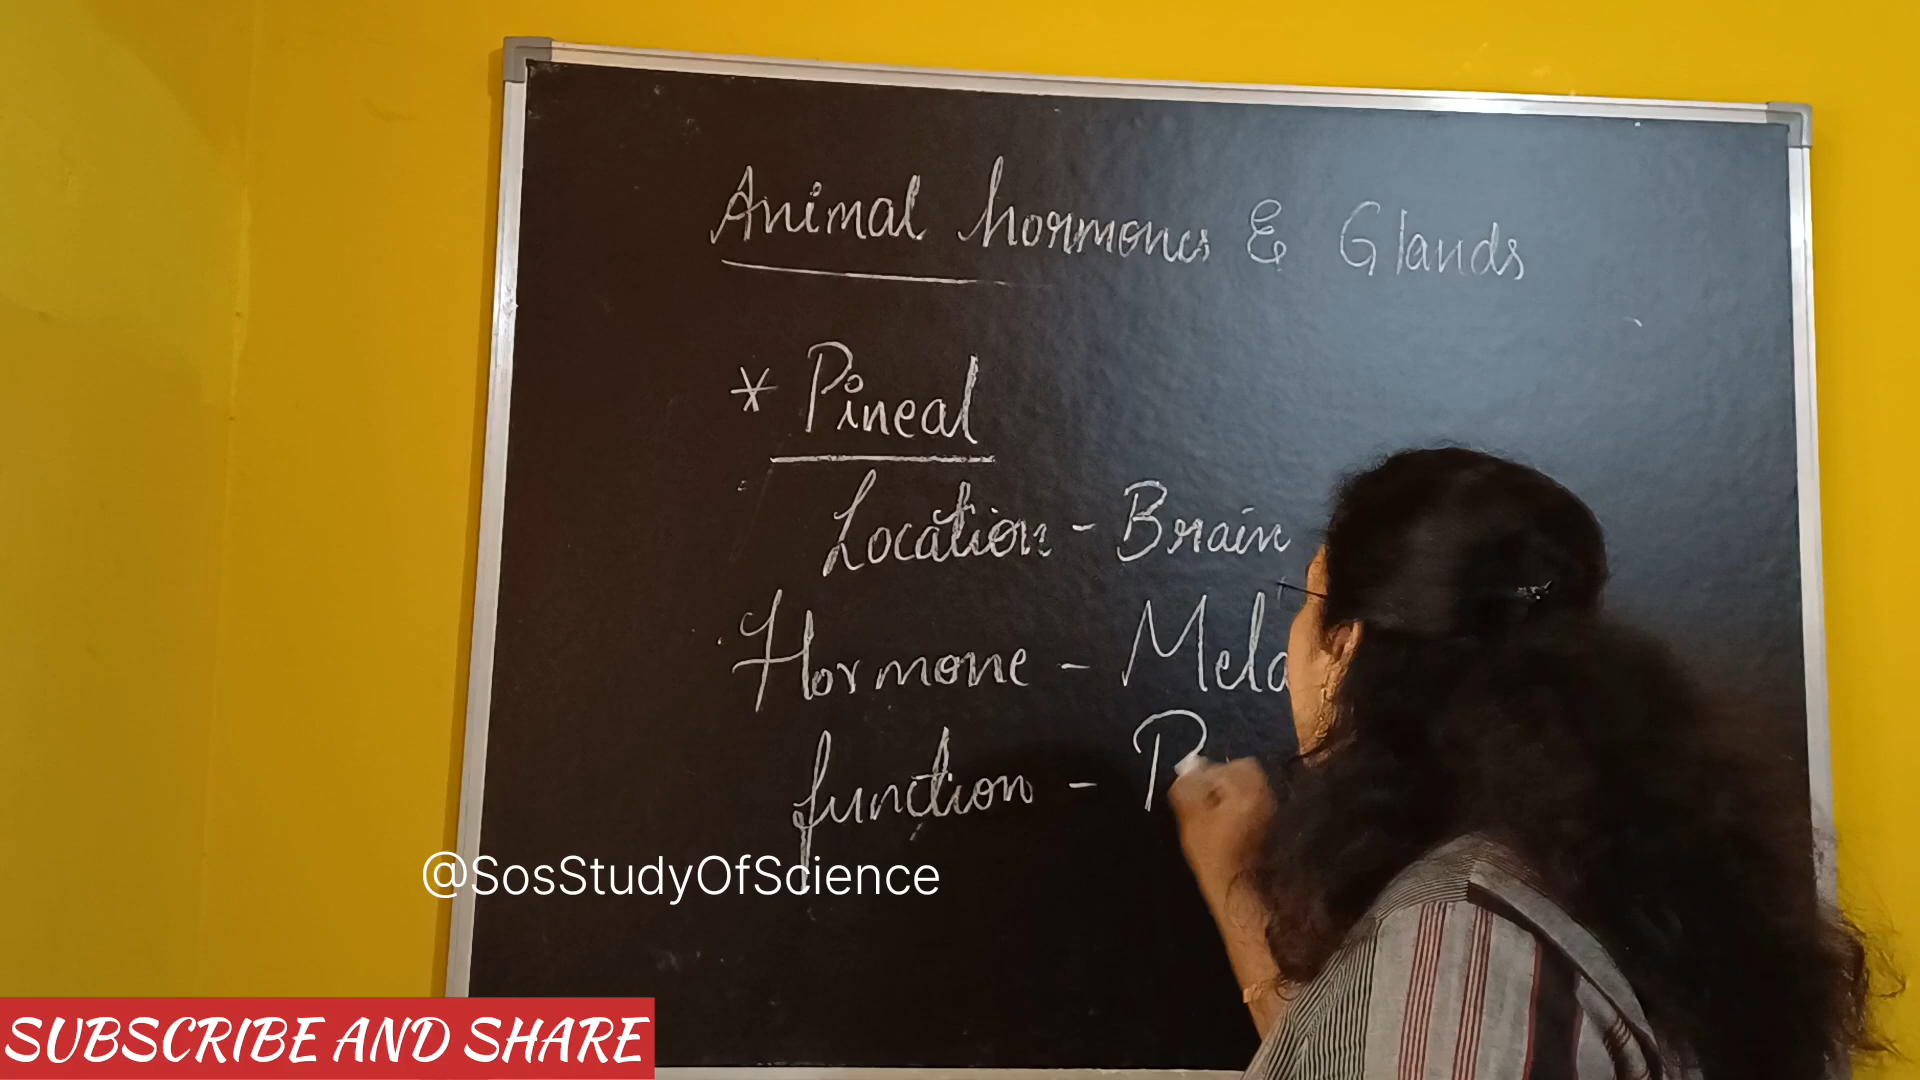 Animal hormones & Glands
* Pineal
Location - Brain
Hormone - Mela
function - P
@SosStudyOfScience
SUBSCRIBE AND SHARE